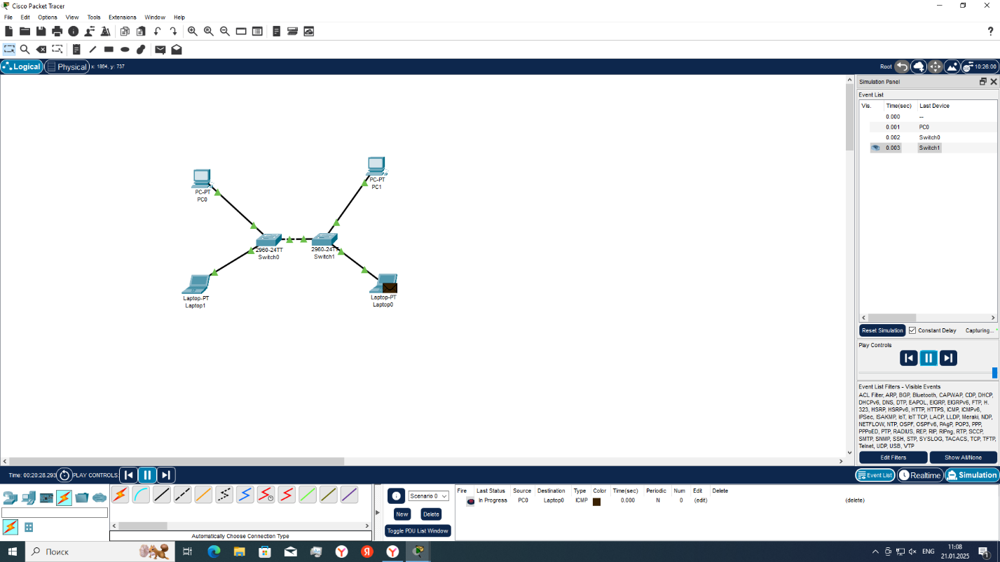 Cisco Packet Tracer
File Edit Options View Tools Extensions Window Help
?
Logical Physical x: 1864, y: 737 Root 10:26:00
Simulation Panel
Event List
Vis. Time(sec) Last Device
0.000 --
0.001 PC0
0.002 Switch0
0.003 Switch1
PC-PT
PC0
PC-PT
PC1
2960-24TT
Switch0
2960-24TT
Switch1
Laptop-PT
Laptop1
Laptop-PT
Laptop0
Reset Simulation Constant Delay Capturing...
Play Controls
Event List Filters - Visible Events
ACL Filter, ARP, BGP, Bluetooth, CAPWAP, CDP, DHCP,
DHCPv6, DNS, DTP, EAPOL, EIGRP, EIGRPv6, FTP, H.
323, HSRP, HSRPv6, HTTP, HTTPS, ICMP, ICMPv6,
IPSec, ISAKMP, IoT, IoT TCP, LACP, LLDP, Meraki, NDP,
NETFLOW, NTP, OSPF, OSPFv6, PAgP, POP3, PPP,
PPPoED, PTP, RADIUS, REP, RIP, RIPng, RTP, SCCP,
SMTP, SNMP, SSH, STP, SYSLOG, TACACS, TCP, TFTP,
Telnet, UDP, USB, VTP
Edit Filters Show All/None
Time: 00:20:28.293 PLAY CONTROLS: Event List Realtime Simulation
Scenario 0
New Delete
Toggle PDU List Window
Fire Last Status Source Destination Type Color Time(sec) Periodic Num Edit Delete
In Progress PC0 Laptop0 ICMP 0.000 N 0 (edit) (delete)
Automatically Choose Connection Type
Поиск
ENG
11:08
21.01.2025
1